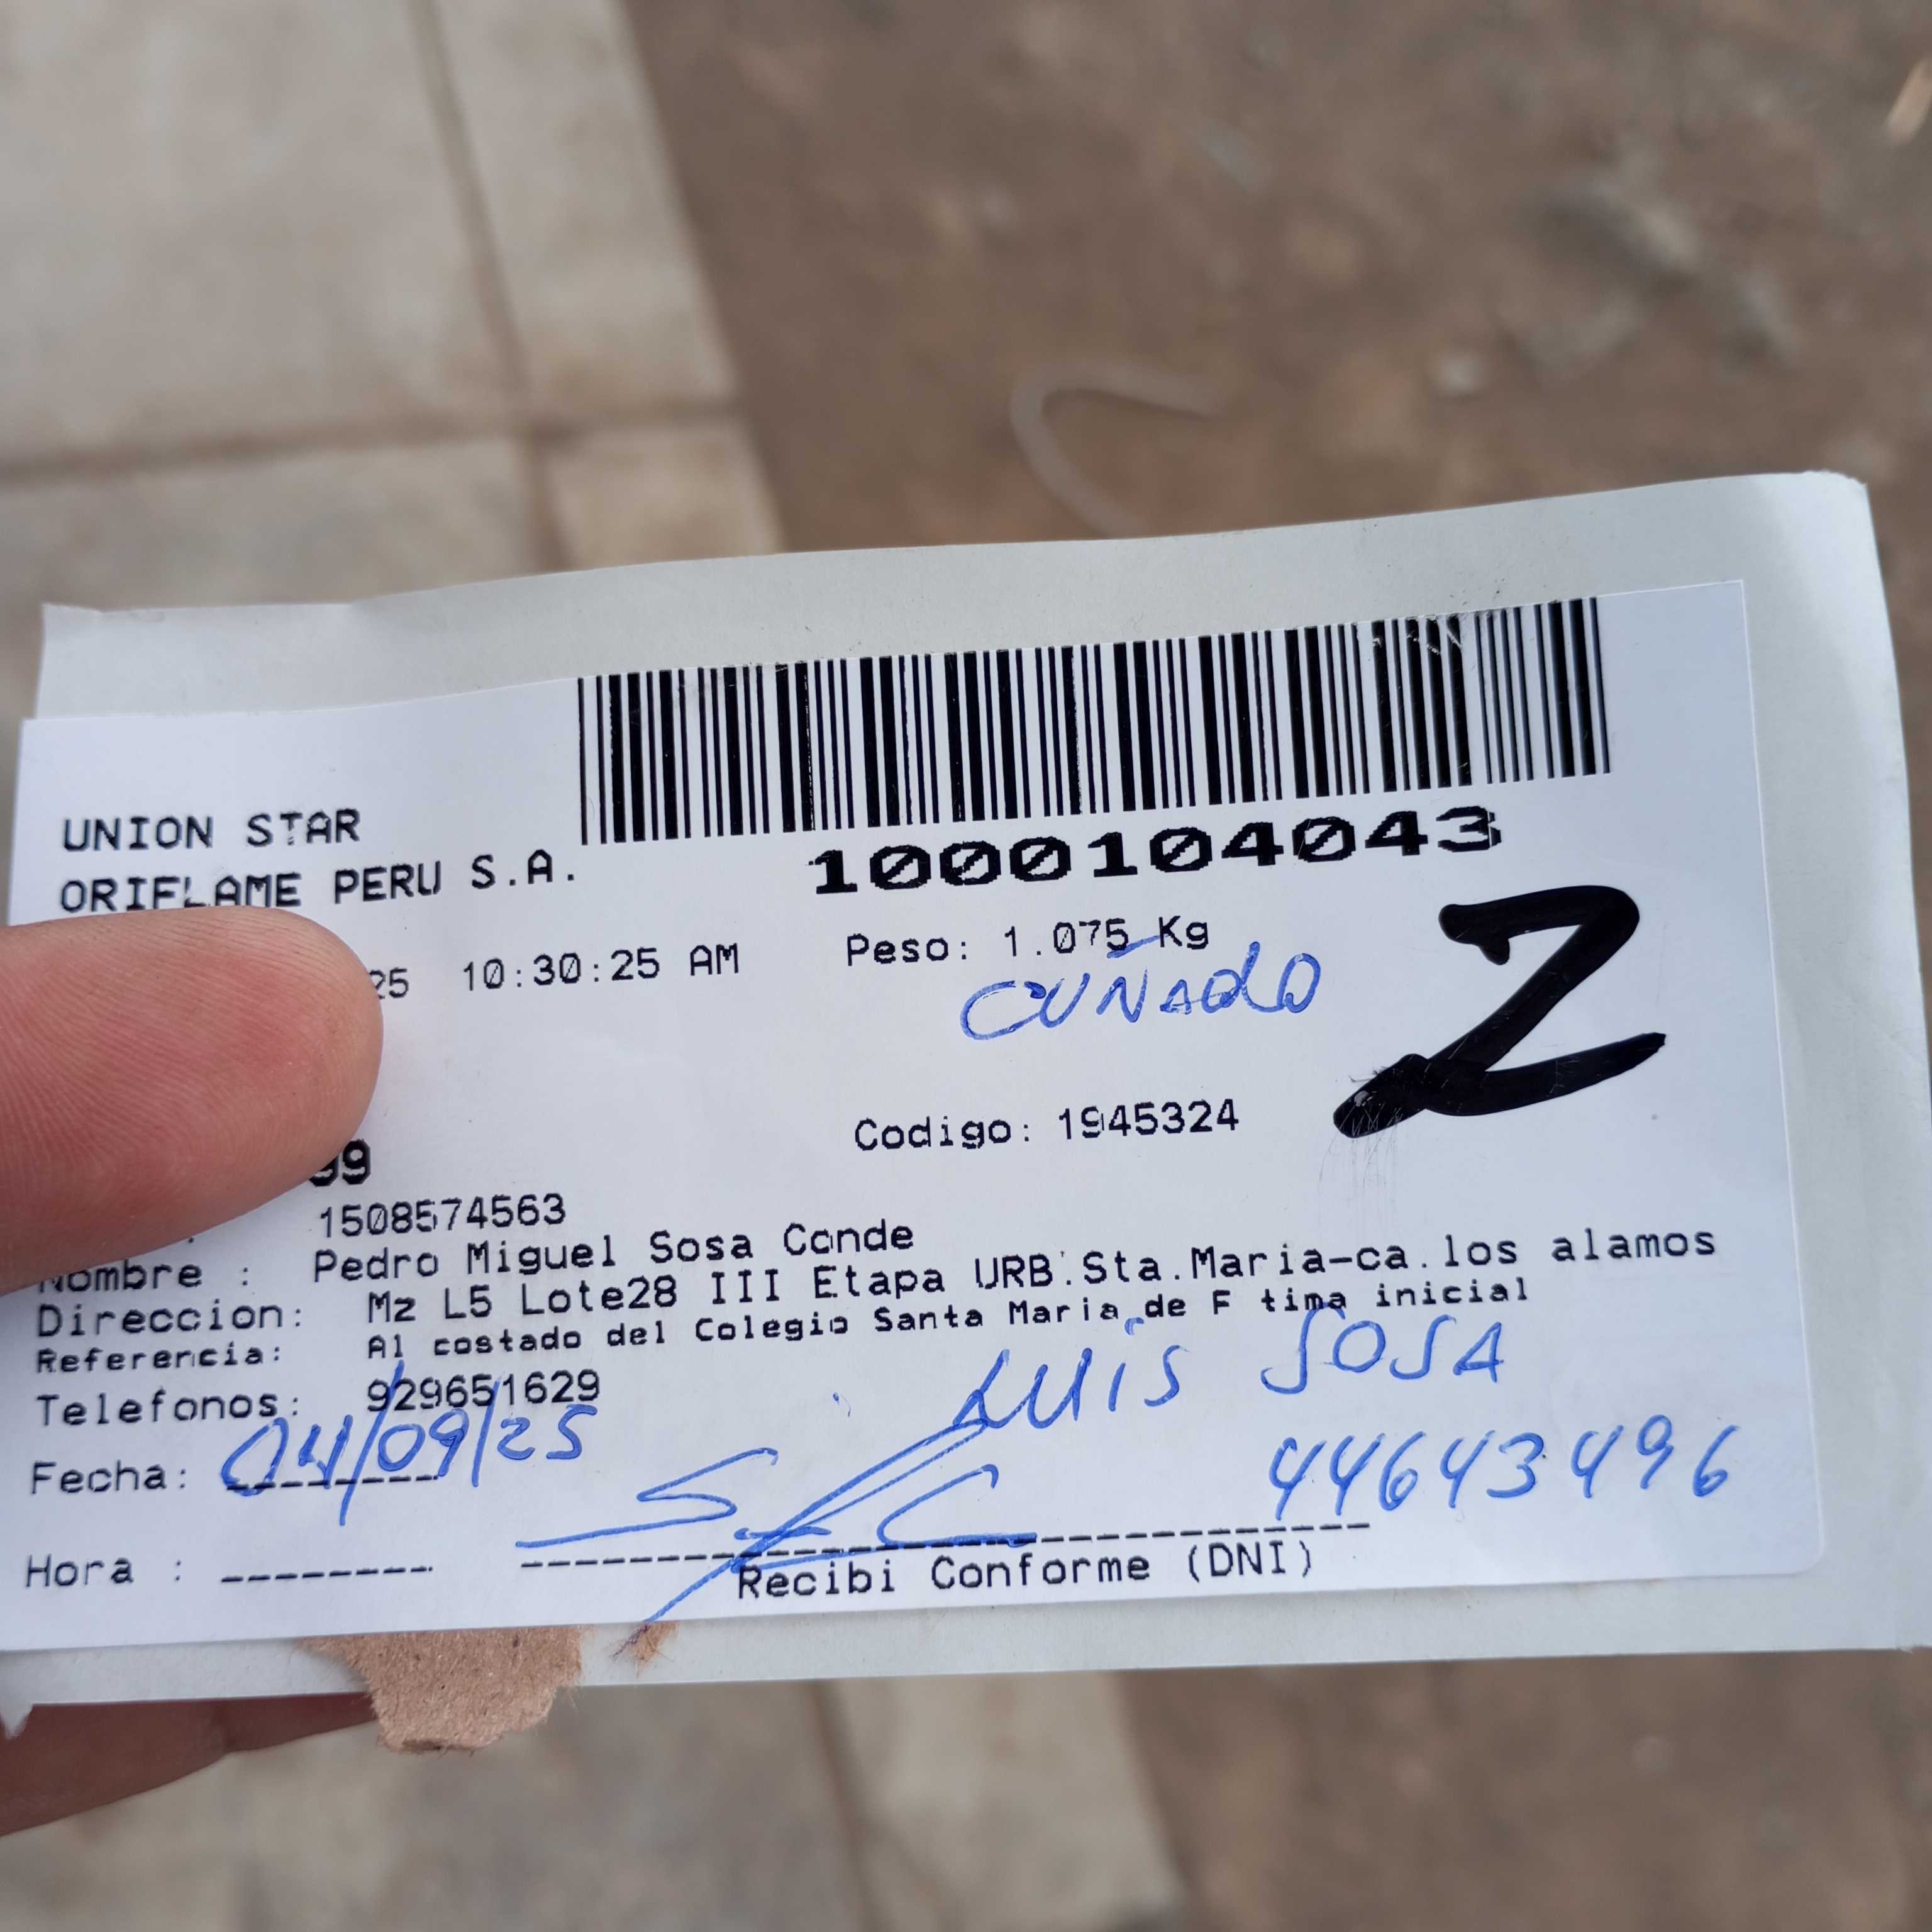 UNION STAR
ORIFLAME PERU S.A.
1000104043
25 10:30:25 AM
Peso: 1.075 Kg
CUÑADO
Z
Codigo: 1945324
99
1508574563
Nombre : Pedro Miguel Sosa Conde
Direccion: Mz L5 Lote28 III Etapa URB.Sta.Maria-ca.los alamos
Referencia: Al costado del Colegio Santa Maria de F tima inicial
Telefonos: 929651629
LUIS SOSA
Fecha: 04/09/25
44643496
Hora :
Recibi Conforme (DNI)